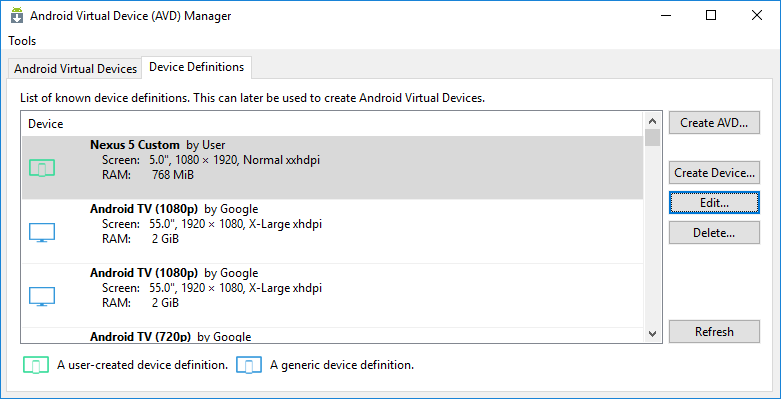 Android Virtual Device (AVD) Manager
Tools
Android Virtual Devices
Device Definitions
List of known device definitions. This can later be used to create Android Virtual Devices.
Device
Create AVD...
Nexus 5 Custom by User
Screen: 5.0", 1080 × 1920, Normal xxhdpi
RAM: 768 MiB
Create Device...
Edit...
Delete...
Android TV (1080p) by Google
Screen: 55.0", 1920 × 1080, X-Large xhdpi
RAM: 2 GiB
Android TV (1080p) by Google
Screen: 55.0", 1920 × 1080, X-Large xhdpi
RAM: 2 GiB
Android TV (720p) by Google
Refresh
A user-created device definition.
A generic device definition.